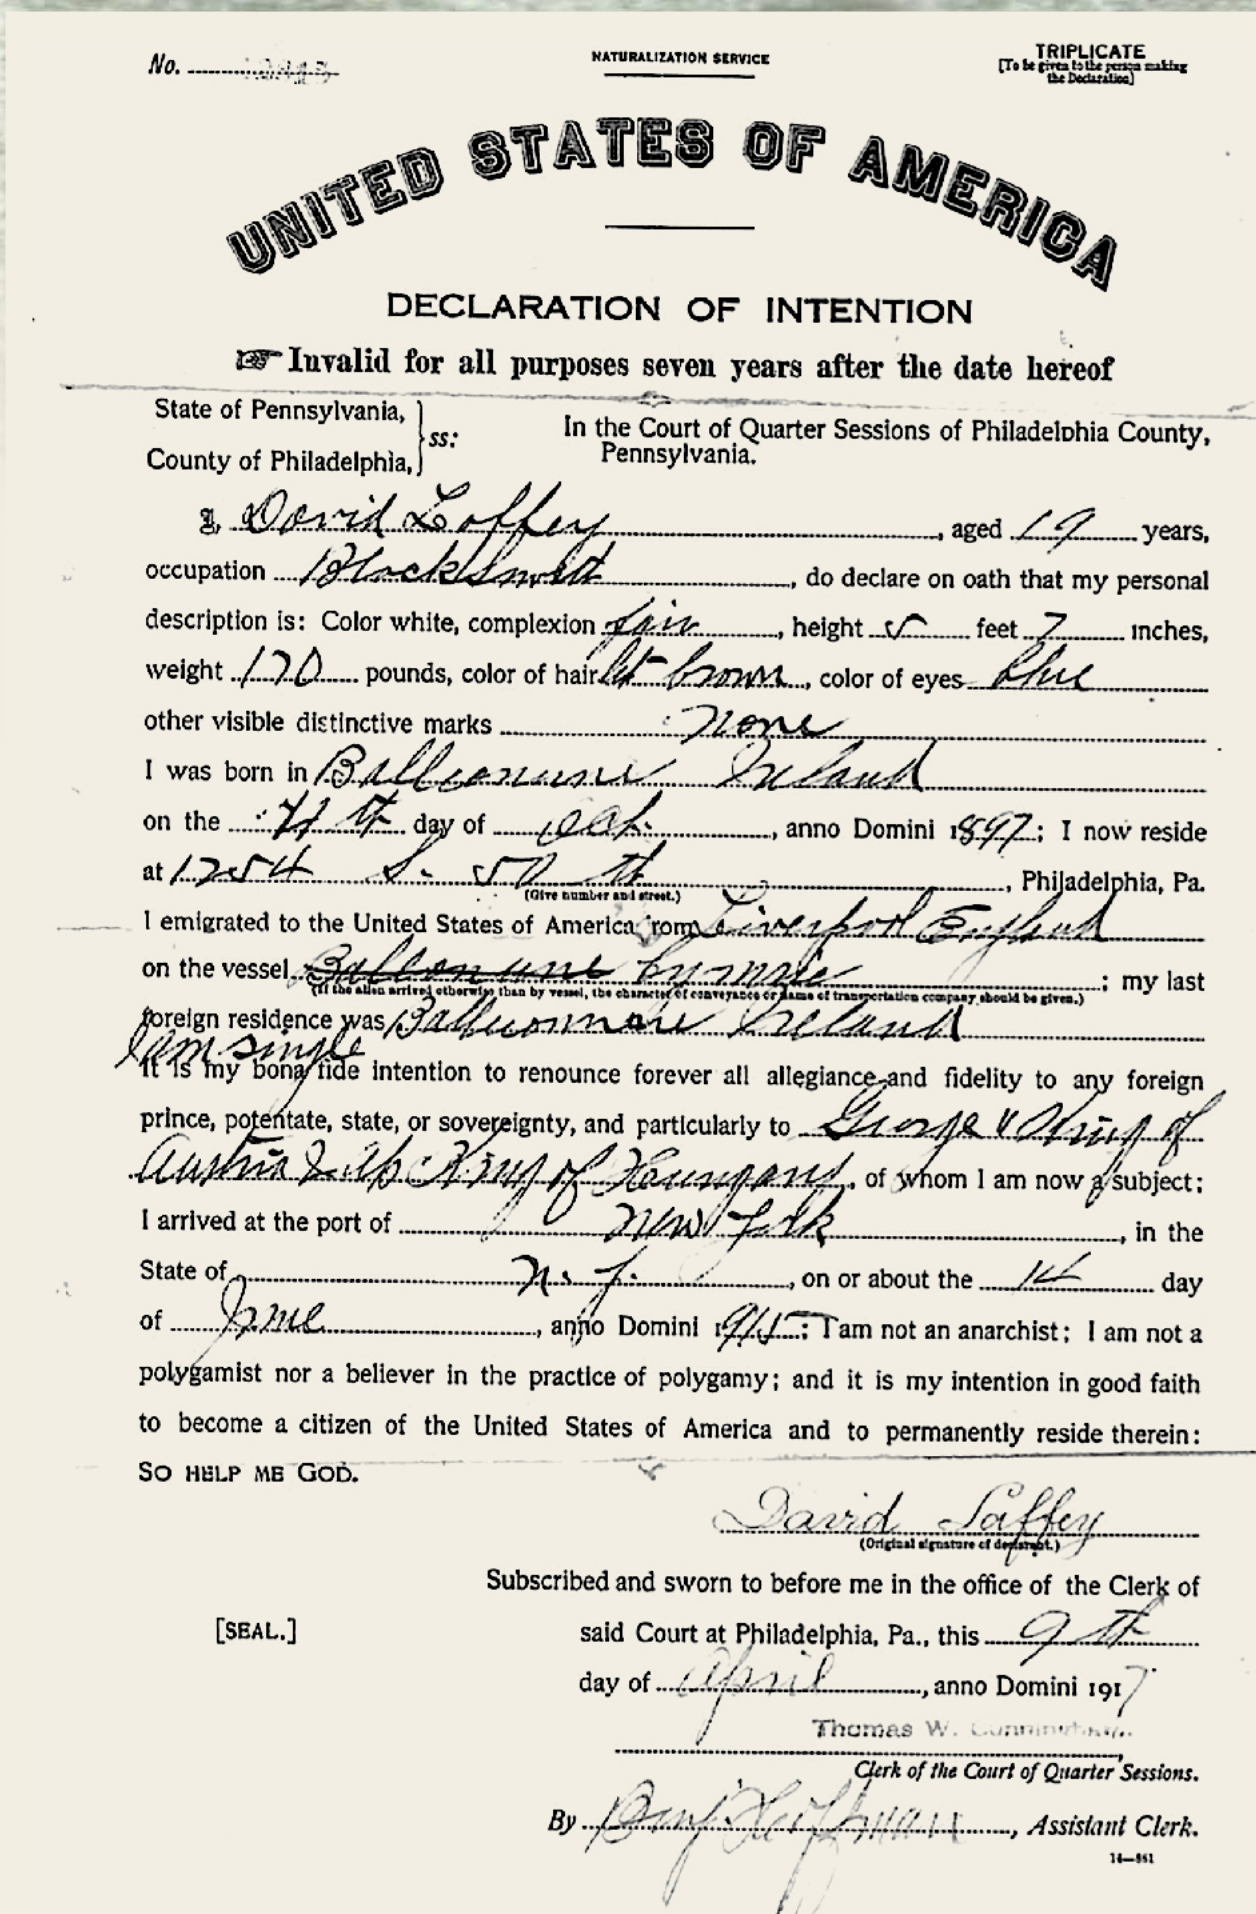 No.
NATURALIZATION SERVICE
TRIPLICATE
[To be given to the person making
the Declaration]
UNITED STATES OF AMERICA
DECLARATION OF INTENTION
☞ Invalid for all purposes seven years after the date hereof
State of Pennsylvania,
County of Philadelphia,
ss:
In the Court of Quarter Sessions of Philadelphia County,
Pennsylvania.
I, David Laffey, aged 19 years,
occupation BlackSmith, do declare on oath that my personal
description is: Color white, complexion fair, height 5 feet 7 inches,
weight 170 pounds, color of hair lt brown, color of eyes blue
other visible distinctive marks none
I was born in Ireland
on the day of Oct., anno Domini 1897; I now reside
at 1254 S. 50 th, Philadelphia, Pa.
(Give number and street.)
I emigrated to the United States of America from Liverpool England
on the vessel ; my last
(If the alien arrived otherwise than by vessel, the character of conveyance or name of transportation company should be given.)
foreign residence was Ireland
I am single
It is my bona fide intention to renounce forever all allegiance and fidelity to any foreign
prince, potentate, state, or sovereignty, and particularly to George V King of
Austria & Ap. King of Houngary, of whom I am now a subject;
I arrived at the port of New York, in the
State of N. Y., on or about the 14 day
of June, anno Domini 1915; I am not an anarchist; I am not a
polygamist nor a believer in the practice of polygamy; and it is my intention in good faith
to become a citizen of the United States of America and to permanently reside therein:
SO HELP ME GOD.
David Laffey
(Original signature of declarant.)
Subscribed and sworn to before me in the office of the Clerk of
[SEAL.]
said Court at Philadelphia, Pa., this 9 th
day of April, anno Domini 1917
Thomas W. Cunningham
Clerk of the Court of Quarter Sessions.
By Benj Huffman, Assistant Clerk.
14—861